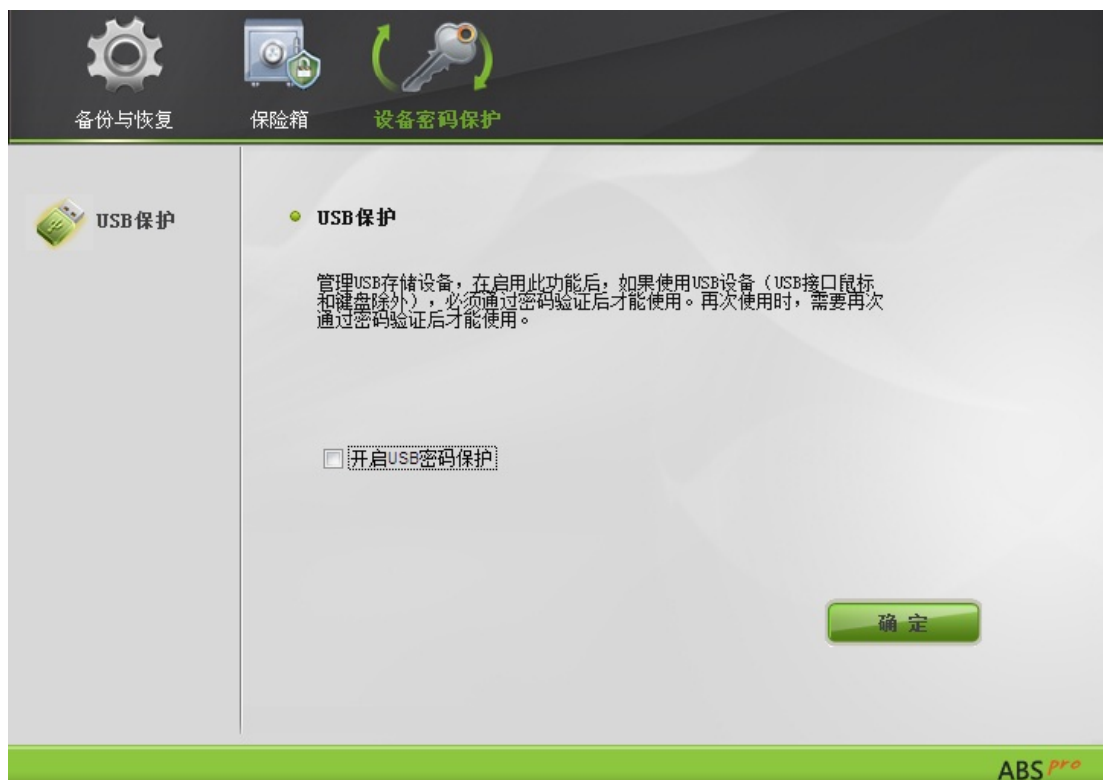 备份与恢复
保险箱
设备密码保护
USB保护
USB保护
管理USB存储设备，在启用此功能后，如果使用USB设备（USB接口鼠标
和键盘除外），必须通过密码验证后才能使用。再次使用时，需要再次
通过密码验证后才能使用。
开启USB密码保护
确 定
ABS pro